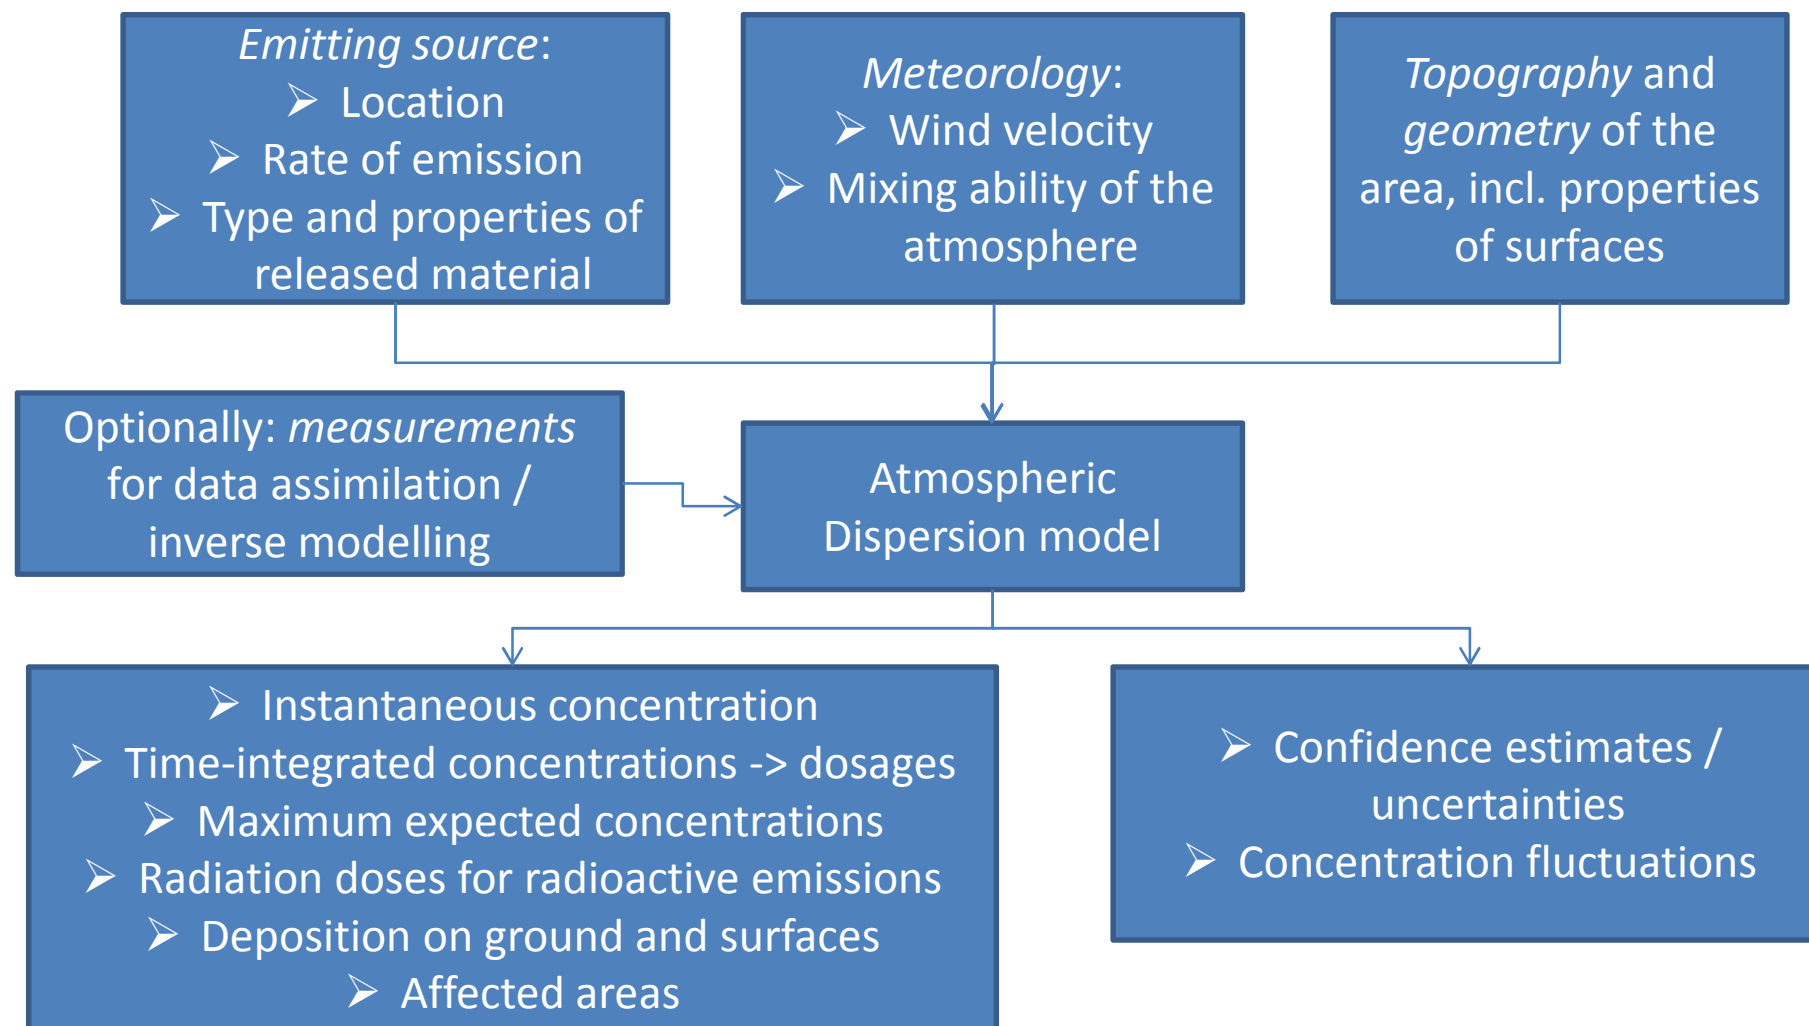 Emitting source:
➢ Location
➢ Rate of emission
➢ Type and properties of
released material
Meteorology:
➢ Wind velocity
➢ Mixing ability of the
atmosphere
Topography and
geometry of the
area, incl. properties
of surfaces
Optionally: measurements
for data assimilation /
inverse modelling
Atmospheric
Dispersion model
➢ Instantaneous concentration
➢ Time-integrated concentrations -> dosages
➢ Maximum expected concentrations
➢ Radiation doses for radioactive emissions
➢ Deposition on ground and surfaces
➢ Affected areas
➢ Confidence estimates /
uncertainties
➢ Concentration fluctuations